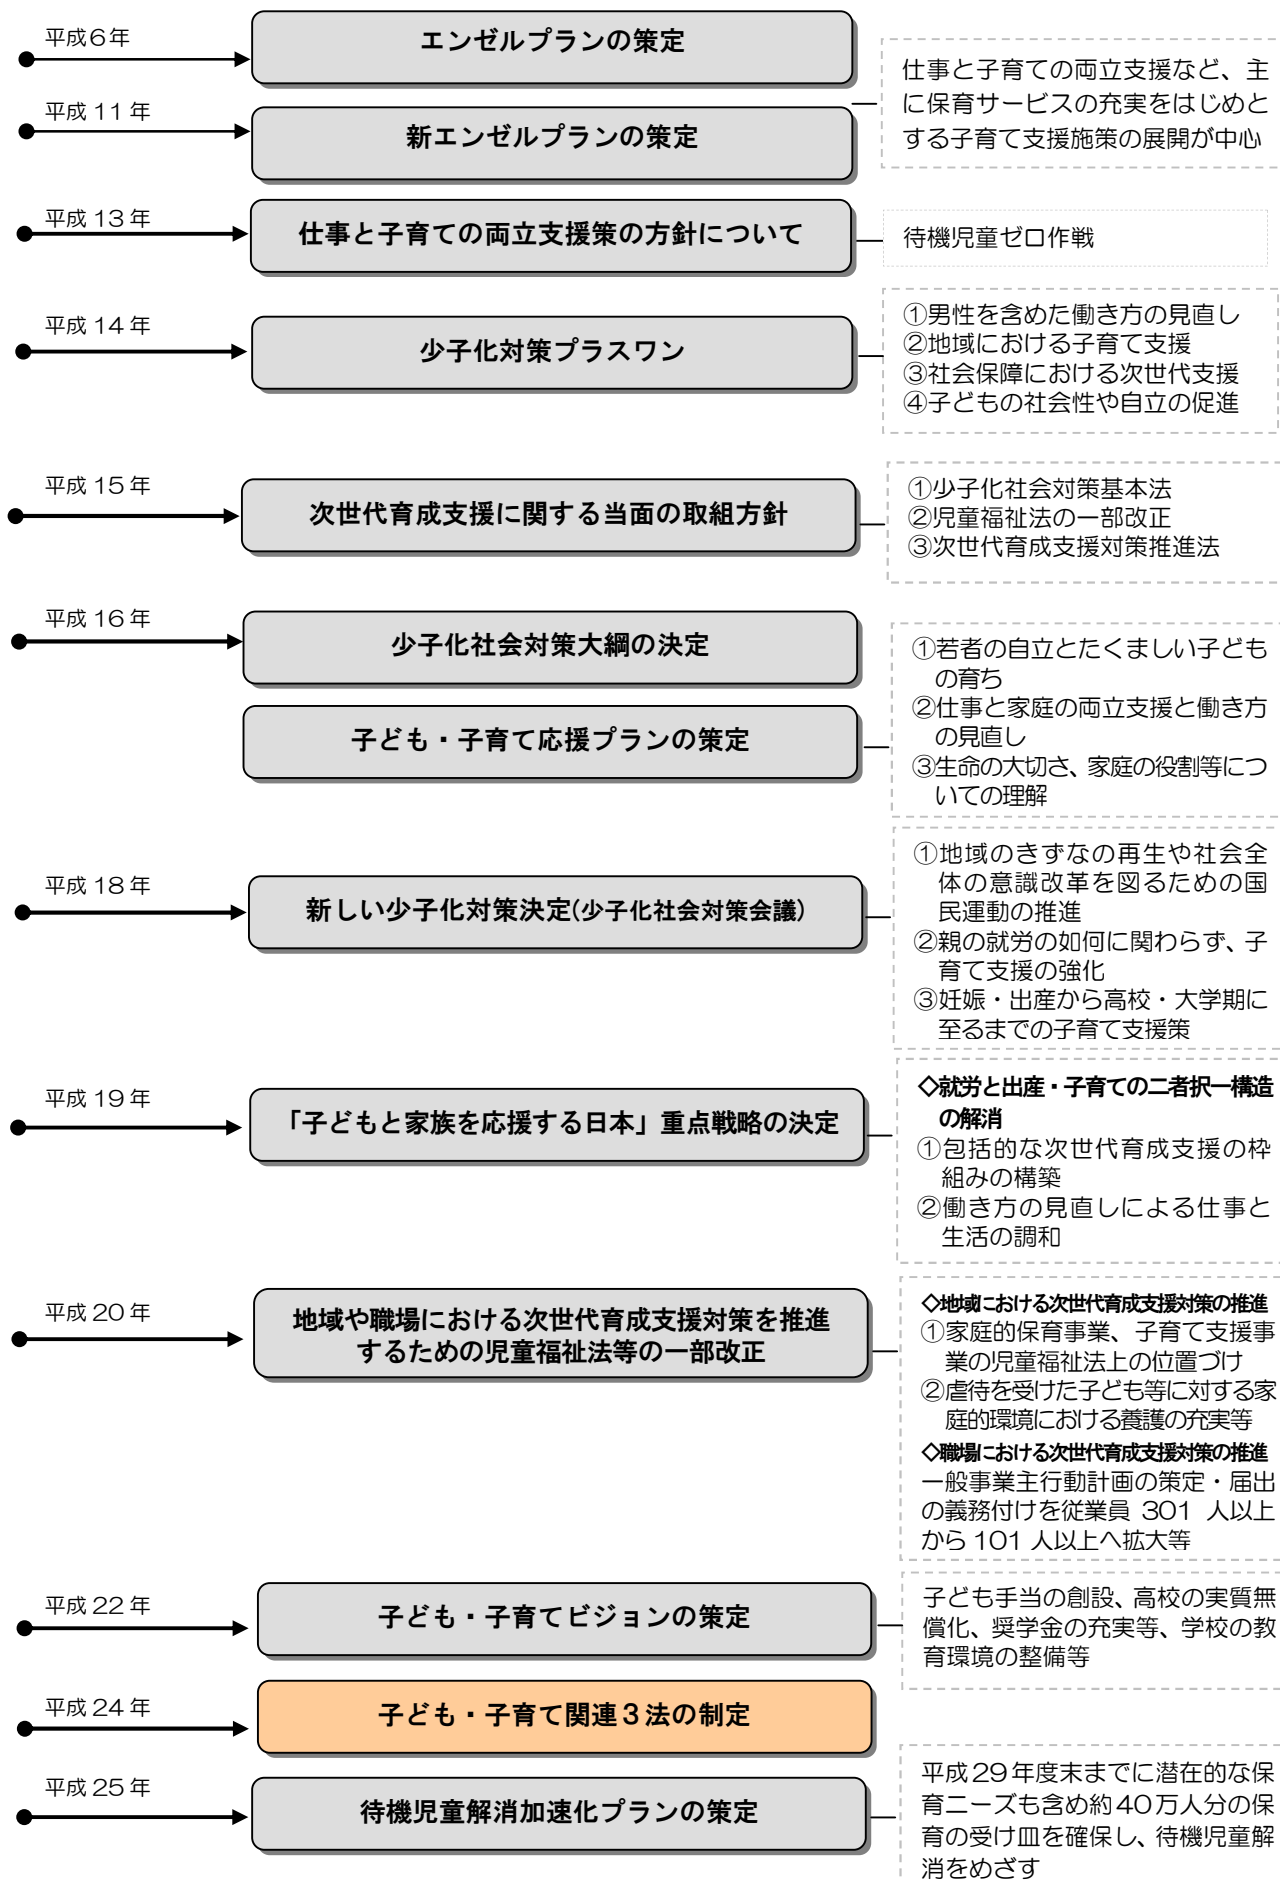 平成6年
エンゼルプランの策定
平成 11 年
新エンゼルプランの策定
仕事と子育ての両立支援など、主
に保育サービスの充実をはじめと
する子育て支援施策の展開が中心
平成 13 年
仕事と子育ての両立支援策の方針について
待機児童ゼロ作戦
平成 14 年
少子化対策プラスワン
①男性を含めた働き方の見直し
②地域における子育て支援
③社会保障における次世代支援
④子どもの社会性や自立の促進
平成 15 年
次世代育成支援に関する当面の取組方針
①少子化社会対策基本法
②児童福祉法の一部改正
③次世代育成支援対策推進法
平成 16 年
少子化社会対策大綱の決定
子ども・子育て応援プランの策定
①若者の自立とたくましい子ども
の育ち
②仕事と家庭の両立支援と働き方
の見直し
③生命の大切さ、家庭の役割等につ
いての理解
平成 18 年
新しい少子化対策決定(少子化社会対策会議)
①地域のきずなの再生や社会全
体の意識改革を図るための国
民運動の推進
②親の就労の如何に関わらず、子
育て支援の強化
③妊娠・出産から高校・大学期に
至るまでの子育て支援策
平成 19 年
「子どもと家族を応援する日本」重点戦略の決定
◇就労と出産・子育ての二者択一構造
の解消
①包括的な次世代育成支援の枠
組みの構築
②働き方の見直しによる仕事と
生活の調和
平成 20 年
地域や職場における次世代育成支援対策を推進
するための児童福祉法等の一部改正
◇地域における次世代育成支援対策の推進
①家庭的保育事業、子育て支援事
業の児童福祉法上の位置づけ
②虐待を受けた子ども等に対する家
庭的環境における養護の充実等
◇職場における次世代育成支援対策の推進
一般事業主行動計画の策定・届出
の義務付けを従業員 301 人以上
から 101 人以上へ拡大等
平成 22 年
子ども・子育てビジョンの策定
子ども手当の創設、高校の実質無
償化、奨学金の充実等、学校の教
育環境の整備等
平成 24 年
子ども・子育て関連３法の制定
平成 25 年
待機児童解消加速化プランの策定
平成29年度末までに潜在的な保
育ニーズも含め約40万人分の保
育の受け皿を確保し、待機児童解
消をめざす